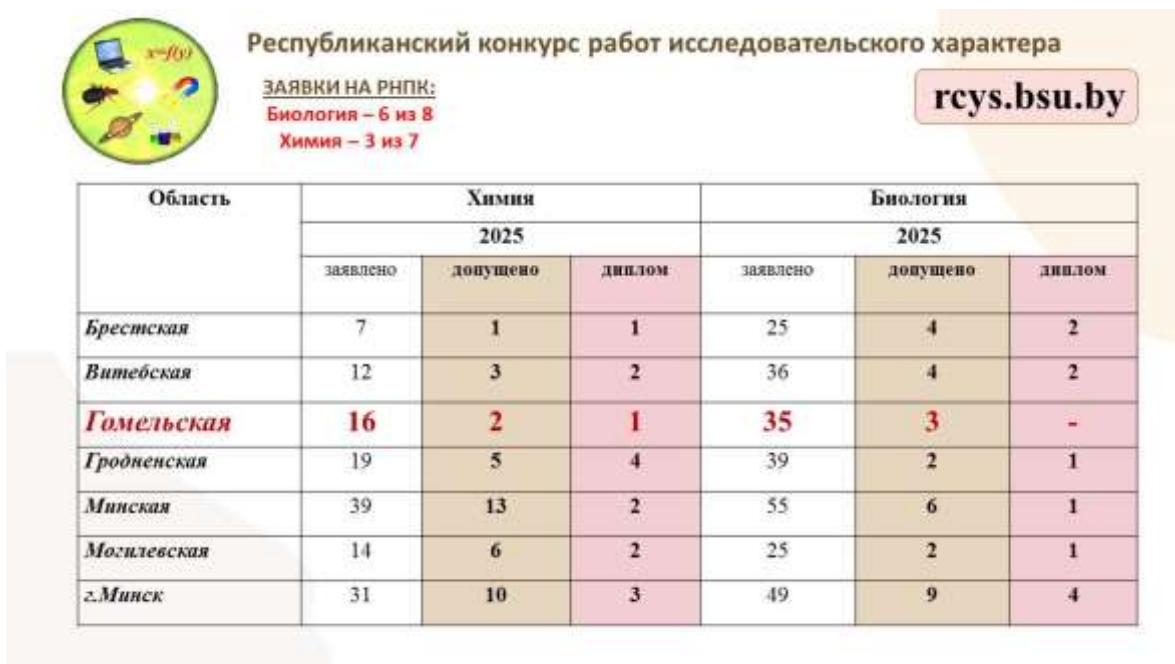 x=f(y)
Республиканский конкурс работ исследовательского характера
ЗАЯВКИ НА РНПК:
Биология – 6 из 8
Химия – 3 из 7
rcys.bsu.by
Область Химия Биология
2025 2025
заявлено допущено диплом заявлено допущено диплом
Брестская 7 1 1 25 4 2
Витебская 12 3 2 36 4 2
Гомельская 16 2 1 35 3 -
Гродненская 19 5 4 39 2 1
Минская 39 13 2 55 6 1
Могилевская 14 6 2 25 2 1
г.Минск 31 10 3 49 9 4